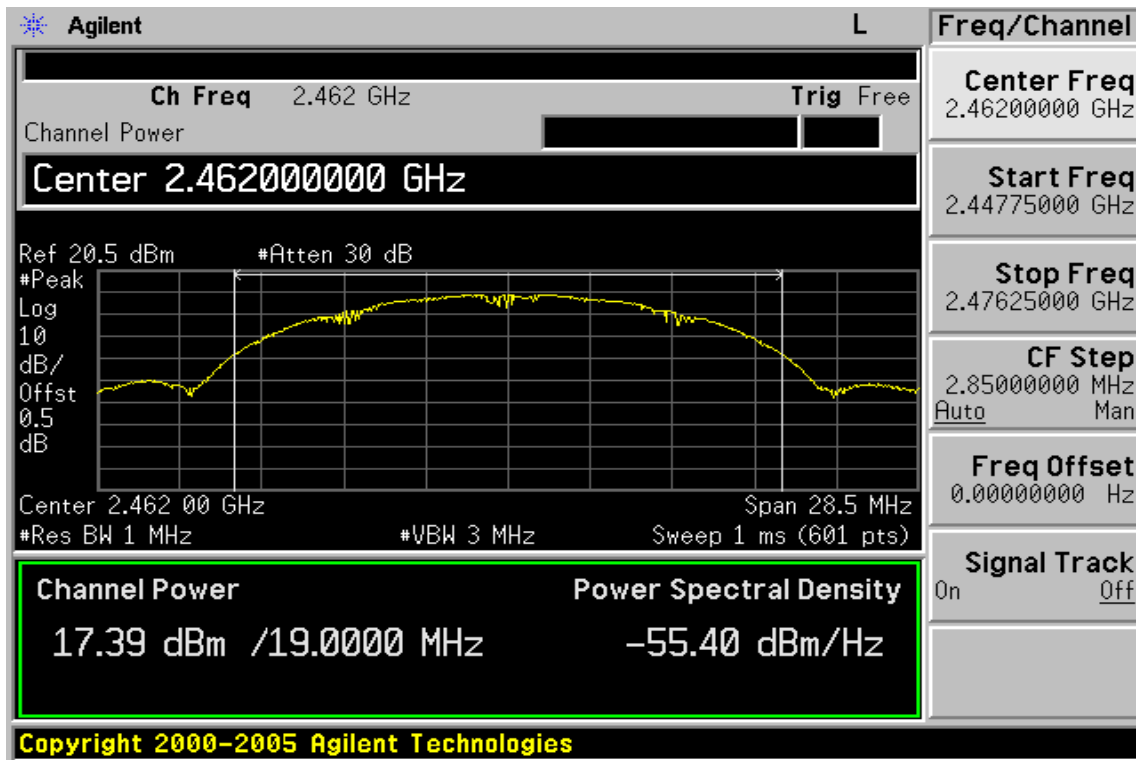 Agilent L
Freq/Channel
Ch Freq 2.462 GHz Trig Free
Channel Power
Center 2.462000000 GHz
Ref 20.5 dBm #Atten 30 dB
#Peak
Log
10
dB/
Offst
0.5
dB
Center 2.462 00 GHz Span 28.5 MHz
#Res BW 1 MHz #VBW 3 MHz Sweep 1 ms (601 pts)
Channel Power Power Spectral Density
17.39 dBm /19.0000 MHz -55.40 dBm/Hz
Center Freq
2.46200000 GHz
Start Freq
2.44775000 GHz
Stop Freq
2.47625000 GHz
CF Step
2.85000000 MHz
Auto Man
Freq Offset
0.00000000 Hz
Signal Track
On Off
Copyright 2000-2005 Agilent Technologies